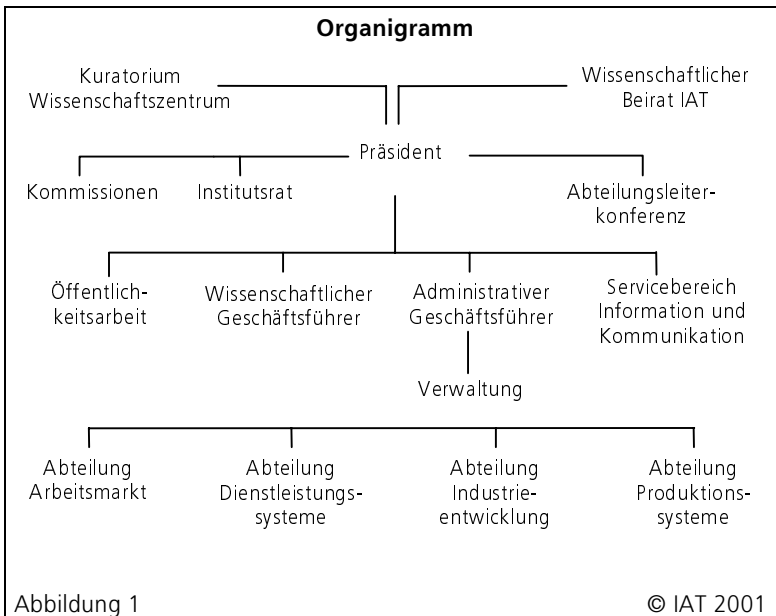 Organigramm
Kuratorium
Wissenschaftszentrum
Wissenschaftlicher
Beirat IAT
Präsident
Kommissionen
Institutsrat
Abteilungsleiter-
konferenz
Öffentlich-
keitsarbeit
Wissenschaftlicher
Geschäftsführer
Administrativer
Geschäftsführer
Servicebereich
Information und
Kommunikation
Verwaltung
Abteilung
Arbeitsmarkt
Abteilung
Dienstleistungs-
systeme
Abteilung
Industrie-
entwicklung
Abteilung
Produktions-
systeme
Abbildung 1
© IAT 2001